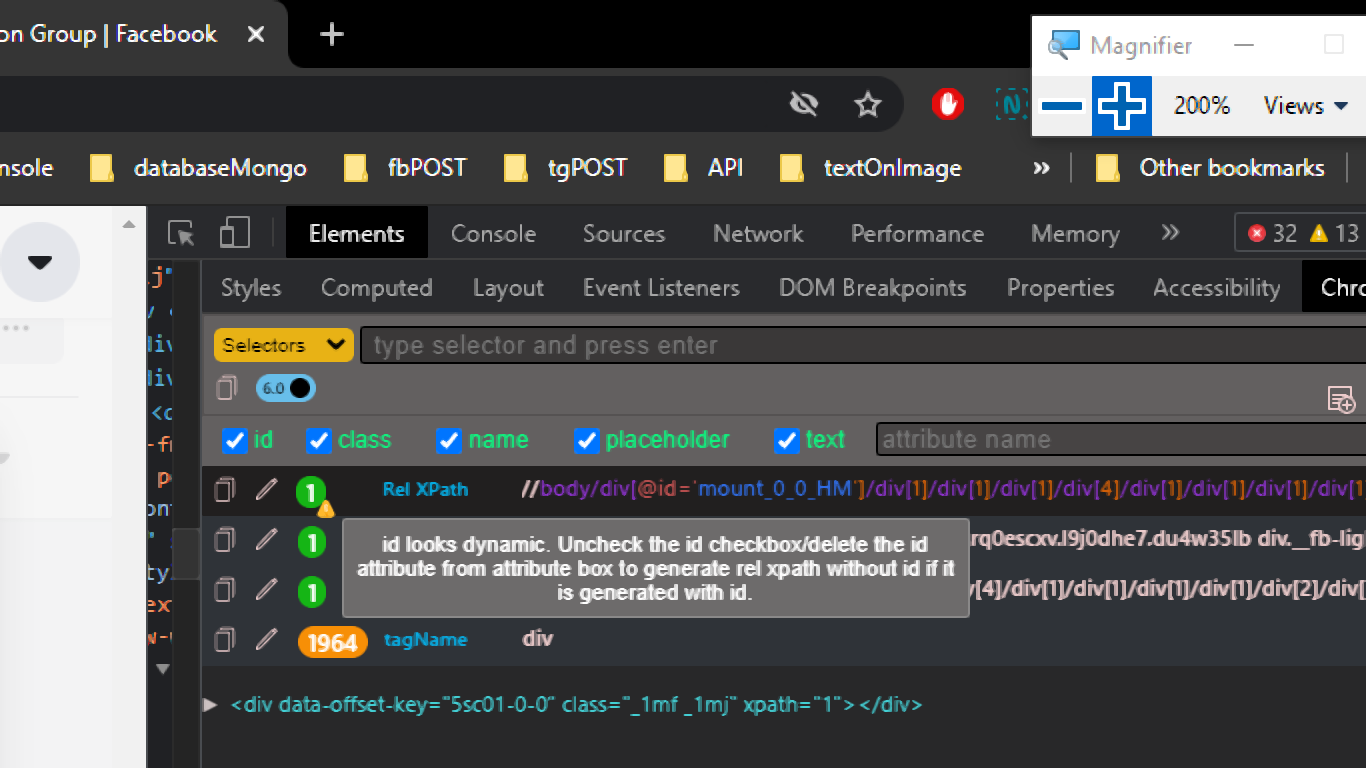 on Group | Facebook
Magnifier
200% Views
nsole databaseMongo fbPOST tgPOST API textOnImage » Other bookmarks
Elements Console Sources Network Performance Memory » 32 13
Styles Computed Layout Event Listeners DOM Breakpoints Properties Accessibility Chro
Selectors type selector and press enter
6.0
id class name placeholder text attribute name
1 Rel XPath //body/div[@id='mount_0_0_HM']/div[1]/div[1]/div[1]/div[4]/div[1]/div[1]/div[1]/div[1
1 rq0escxv.l9j0dhe7.du4w35lb div.__fb-lig
id looks dynamic. Uncheck the id checkbox/delete the id
attribute from attribute box to generate rel xpath without id if it
is generated with id.
1 [4]/div[1]/div[1]/div[1]/div[1]/div[2]/div[
1964 tagName div
<div data-offset-key="5sc01-0-0" class="_1mf _1mj" xpath="1"></div>